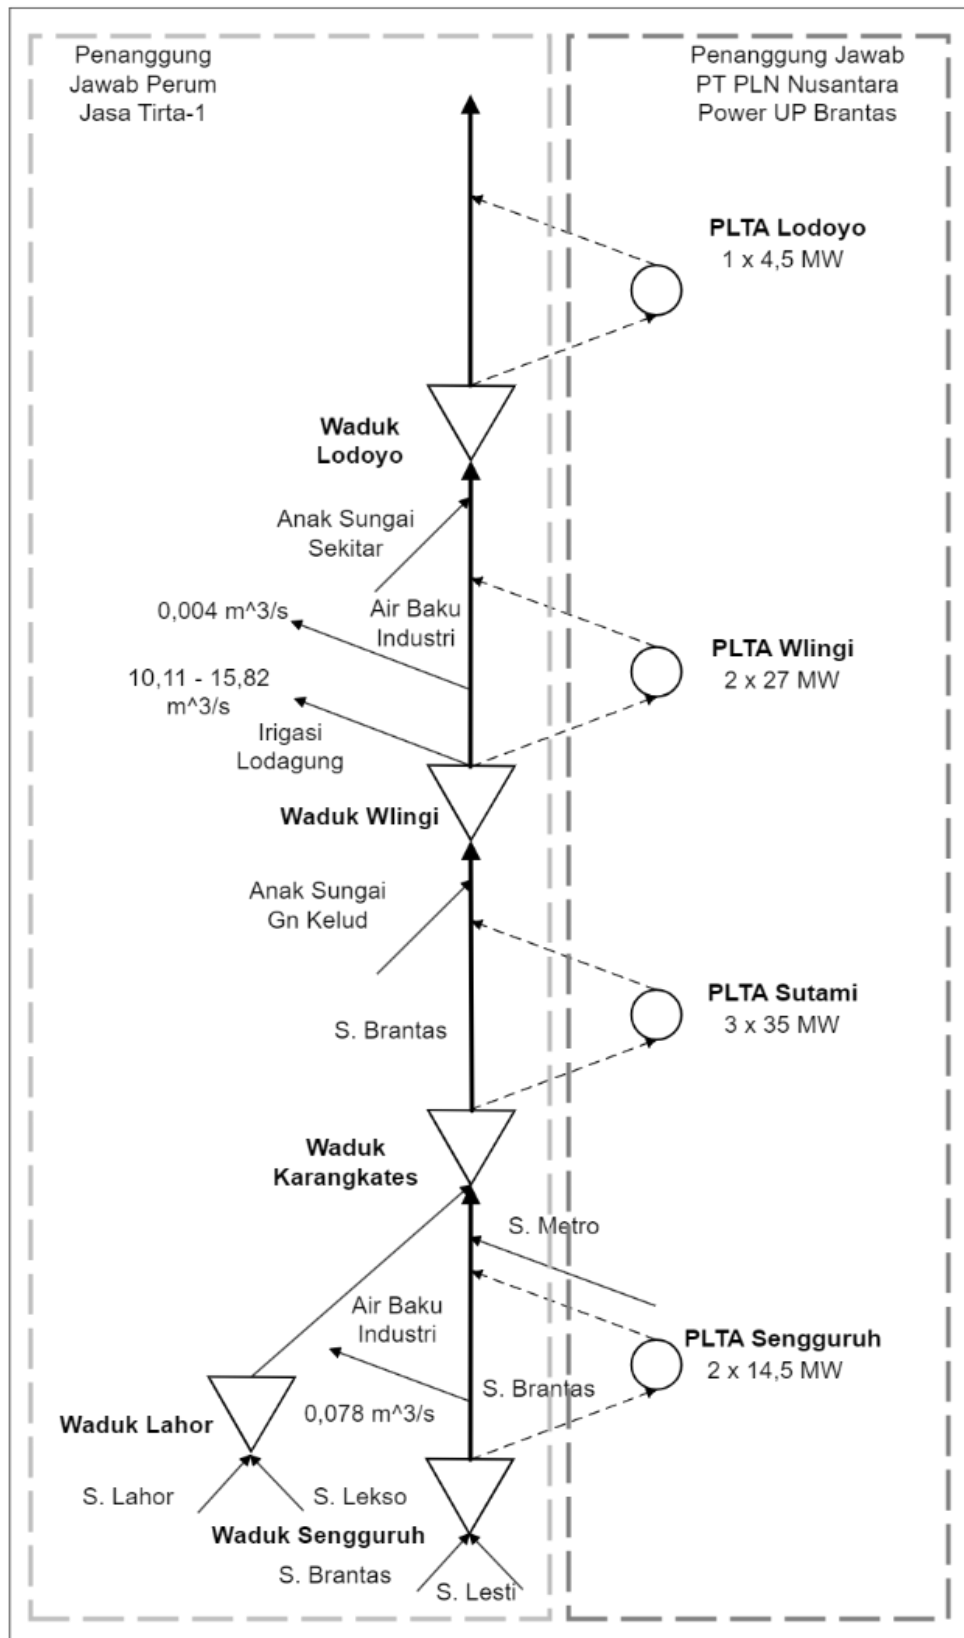 Penanggung
Jawab Perum
Jasa Tirta-1
Penanggung Jawab
PT PLN Nusantara
Power UP Brantas
PLTA Lodoyo
1 x 4,5 MW
Waduk
Lodoyo
Anak Sungai
Sekitar
0,004 m^3/s
Air Baku
Industri
10,11 - 15,82
m^3/s
Irigasi
Lodagung
PLTA Wlingi
2 x 27 MW
Waduk Wlingi
Anak Sungai
Gn Kelud
S. Brantas
PLTA Sutami
3 x 35 MW
Waduk
Karangkates
S. Metro
Air Baku
Industri
PLTA Sengguruh
2 x 14,5 MW
S. Brantas
0,078 m^3/s
Waduk Lahor
S. Lahor
S. Lekso
Waduk Sengguruh
S. Brantas
S. Lesti